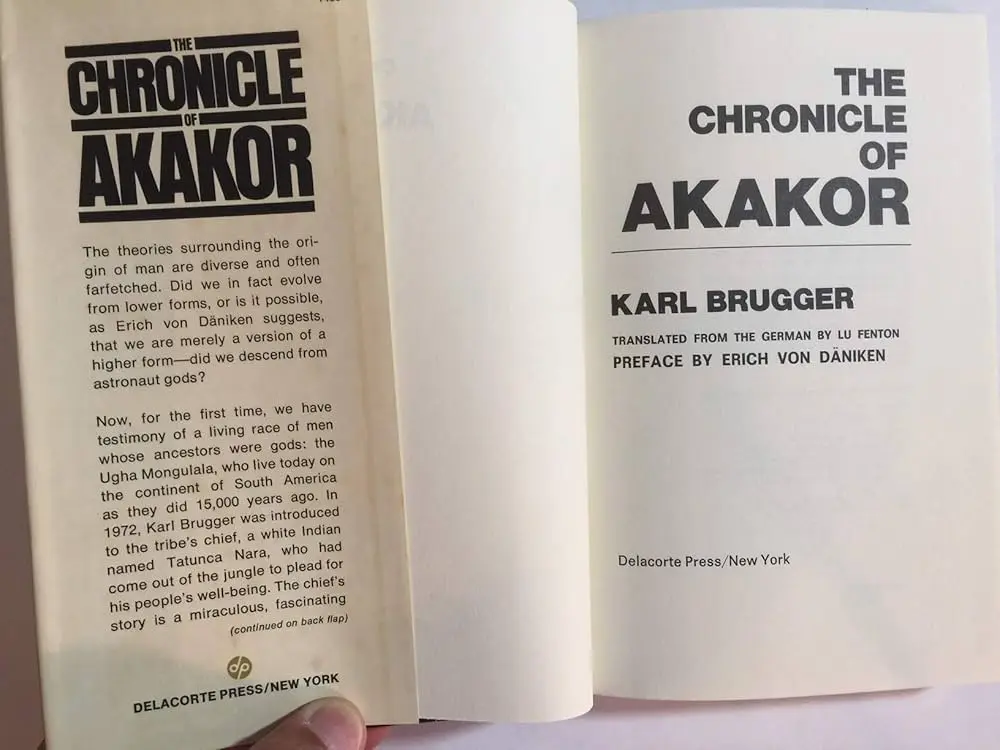 THE
CHRONICLE
OF
AKAKOR
The theories surrounding the ori-
gin of man are diverse and often
farfetched. Did we in fact evolve
from lower forms, or is it possible,
as Erich von Däniken suggests,
that we are merely a version of a
higher form—did we descend from
astronaut gods?
Now, for the first time, we have
testimony of a living race of men
whose ancestors were gods: the
Ugha Mongulala, who live today on
the continent of South America
as they did 15,000 years ago. In
1972, Karl Brugger was introduced
to the tribe's chief, a white Indian
named Tatunca Nara, who had
come out of the jungle to plead for
his people's well-being. The chief's
story is a miraculous, fascinating
(continued on back flap)
dp
DELACORTE PRESS/NEW YORK
THE
CHRONICLE
OF
AKAKOR
KARL BRUGGER
TRANSLATED FROM THE GERMAN BY LU FENTON
PREFACE BY ERICH VON DÄNIKEN
Delacorte Press/New York